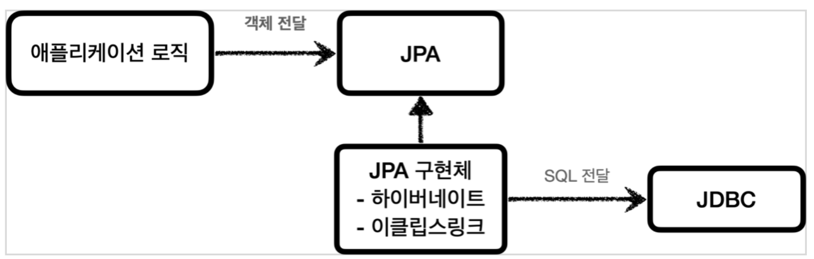 객체 전달
애플리케이션 로직
JPA
JPA 구현체
- 하이버네이트
- 이클립스링크
SQL 전달
JDBC